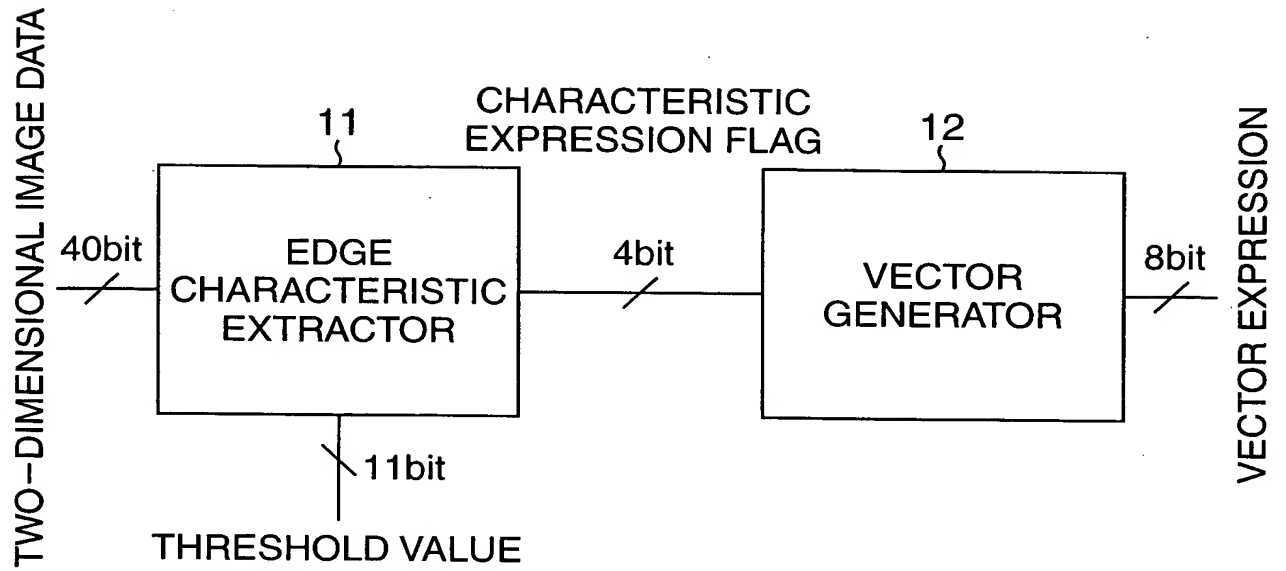 TWO-DIMENSIONAL IMAGE DATA
40bit
11
EDGE
CHARACTERISTIC
EXTRACTOR
11bit
THRESHOLD VALUE
CHARACTERISTIC
EXPRESSION FLAG
4bit
12
VECTOR
GENERATOR
8bit
VECTOR EXPRESSION